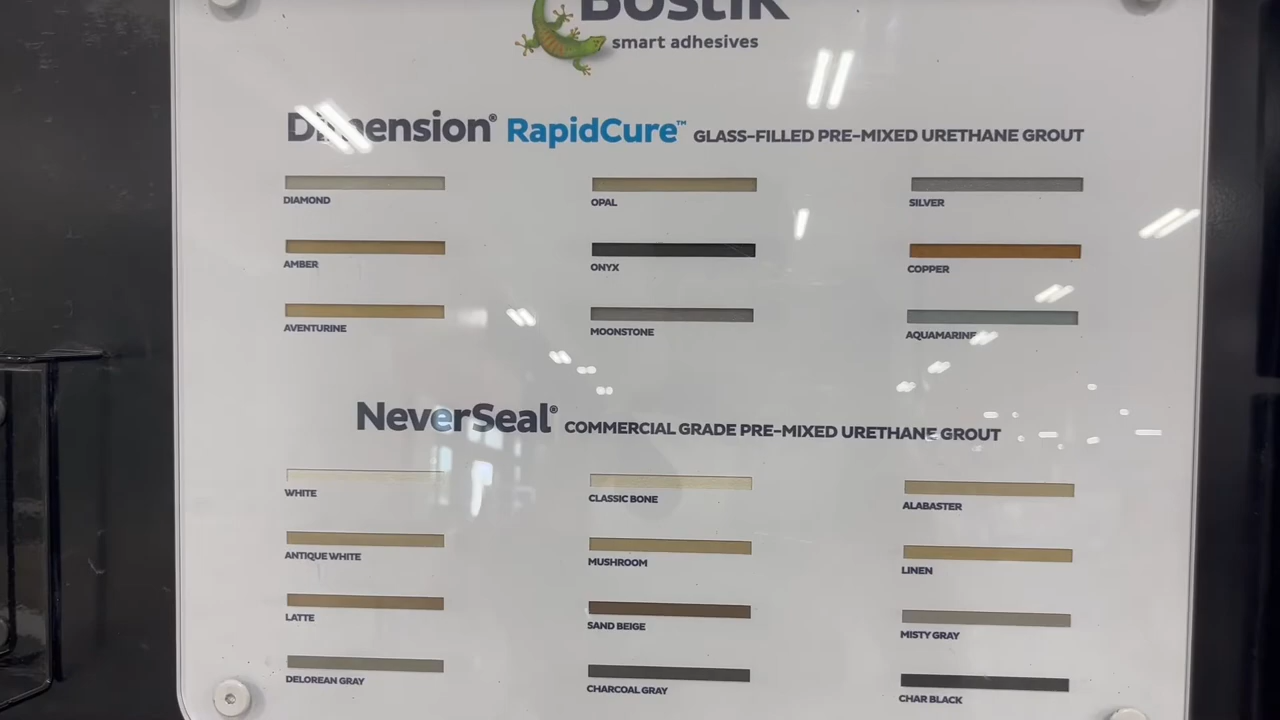 Bostik
smart adhesives
Dimension® RapidCure™ GLASS-FILLED PRE-MIXED URETHANE GROUT
DIAMOND OPAL SILVER
AMBER ONYX COPPER
AVENTURINE MOONSTONE AQUAMARINE
NeverSeal® COMMERCIAL GRADE PRE-MIXED URETHANE GROUT
WHITE CLASSIC BONE ALABASTER
ANTIQUE WHITE MUSHROOM LINEN
LATTE SAND BEIGE MISTY GRAY
DELOREAN GRAY CHARCOAL GRAY CHAR BLACK